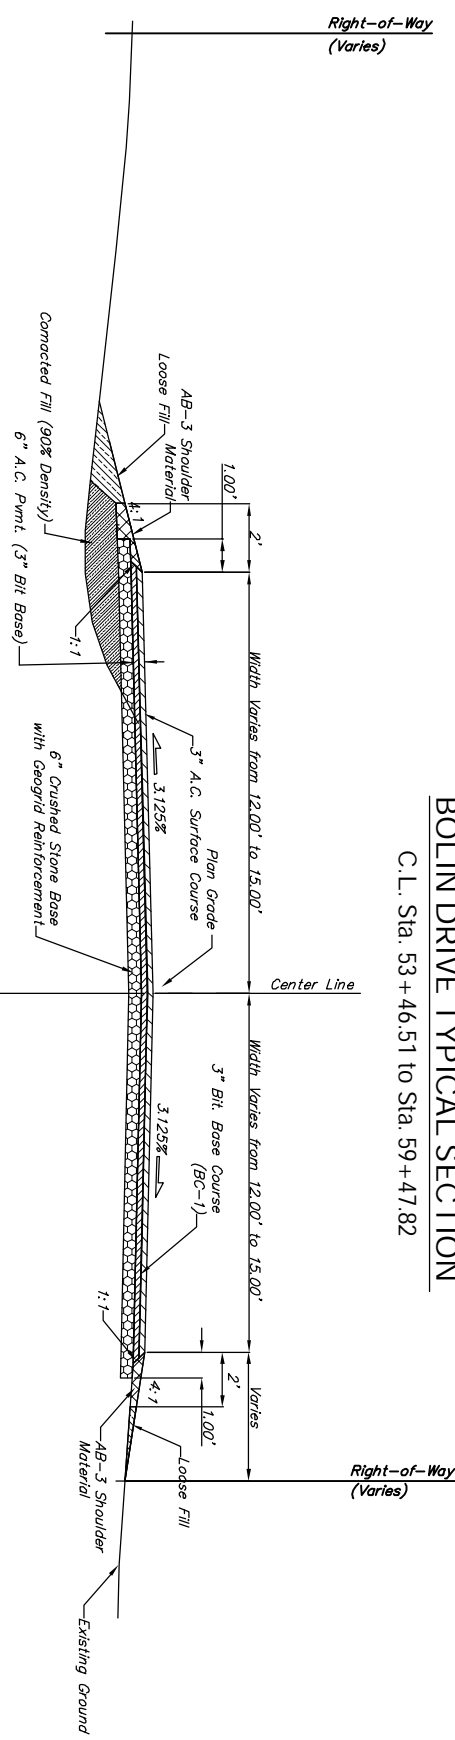 BOLIN DRIVE TYPICAL SECTION
C.L. Sta. 53+46.51 to Sta. 59+47.82
Right-of-Way
(Varies)
2'
1.00'
AB-3 Shoulder
Material
Loose Fill
4:1
Comacted Fill (90% Density)
6" A.C. Pvmt. (3" Bit Base)
1:1
Width Varies from 12.00' to 15.00'
3" A.C. Surface Course
3.125%
Plan Grade
6" Crushed Stone Base
with Geogrid Reinforcement
Center Line
Width Varies from 12.00' to 15.00'
3" Bit. Base Course
(BC-1)
3.125%
1:1
Varies
2'
1.00'
4:1
AB-3 Shoulder
Material
Loose Fill
Right-of-Way
(Varies)
Existing Ground